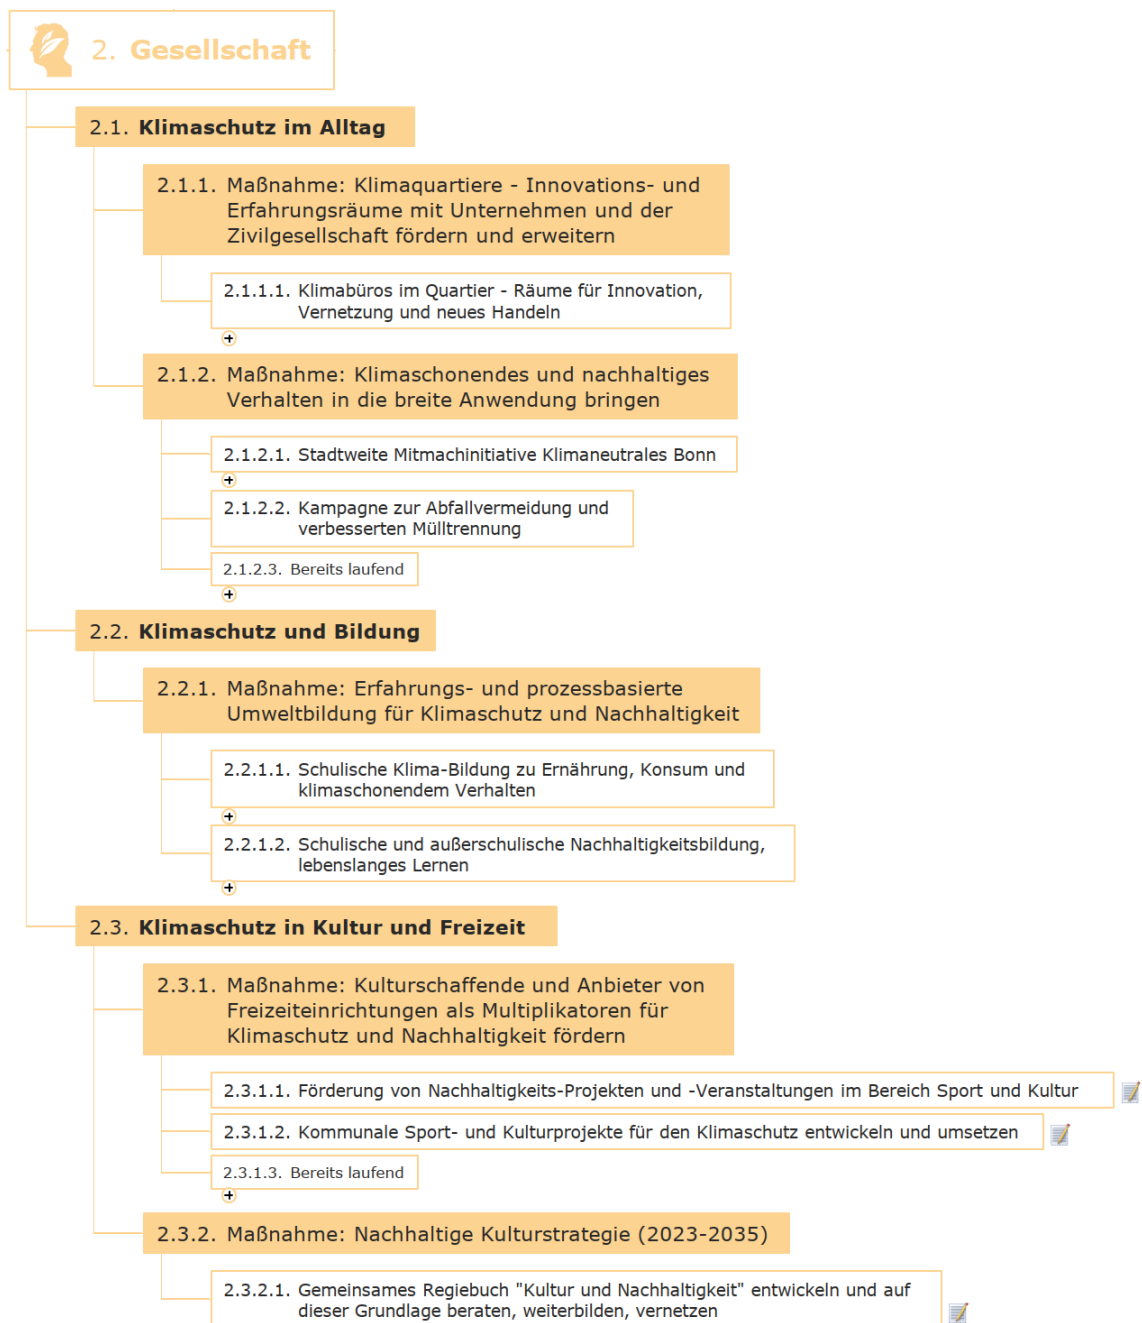 2. Gesellschaft
2.1. Klimaschutz im Alltag
2.1.1. Maßnahme: Klimaquartiere - Innovations- und
Erfahrungsräume mit Unternehmen und der
Zivilgesellschaft fördern und erweitern
2.1.1.1. Klimabüros im Quartier - Räume für Innovation,
Vernetzung und neues Handeln
2.1.2. Maßnahme: Klimaschonendes und nachhaltiges
Verhalten in die breite Anwendung bringen
2.1.2.1. Stadtweite Mitmachinitiative Klimaneutrales Bonn
2.1.2.2. Kampagne zur Abfallvermeidung und
verbesserten Mülltrennung
2.1.2.3. Bereits laufend
2.2. Klimaschutz und Bildung
2.2.1. Maßnahme: Erfahrungs- und prozessbasierte
Umweltbildung für Klimaschutz und Nachhaltigkeit
2.2.1.1. Schulische Klima-Bildung zu Ernährung, Konsum und
klimaschonendem Verhalten
2.2.1.2. Schulische und außerschulische Nachhaltigkeitsbildung,
lebenslanges Lernen
2.3. Klimaschutz in Kultur und Freizeit
2.3.1. Maßnahme: Kulturschaffende und Anbieter von
Freizeiteinrichtungen als Multiplikatoren für
Klimaschutz und Nachhaltigkeit fördern
2.3.1.1. Förderung von Nachhaltigkeits-Projekten und -Veranstaltungen im Bereich Sport und Kultur
2.3.1.2. Kommunale Sport- und Kulturprojekte für den Klimaschutz entwickeln und umsetzen
2.3.1.3. Bereits laufend
2.3.2. Maßnahme: Nachhaltige Kulturstrategie (2023-2035)
2.3.2.1. Gemeinsames Regiebuch "Kultur und Nachhaltigkeit" entwickeln und auf
dieser Grundlage beraten, weiterbilden, vernetzen